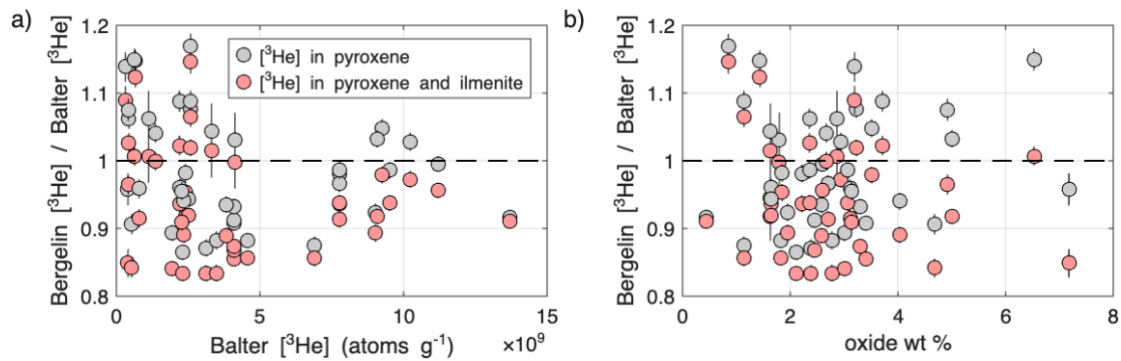 a)
Bergelin [³He] / Balter [³He]
1.2
1.1
1
0.9
0.8
[³He] in pyroxene
[³He] in pyroxene and ilmenite
0
5
10
15
Balter [³He] (atoms g⁻¹)
×10⁹
b)
Bergelin [³He] / Balter [³He]
1.2
1.1
1
0.9
0.8
0
2
4
6
8
oxide wt %